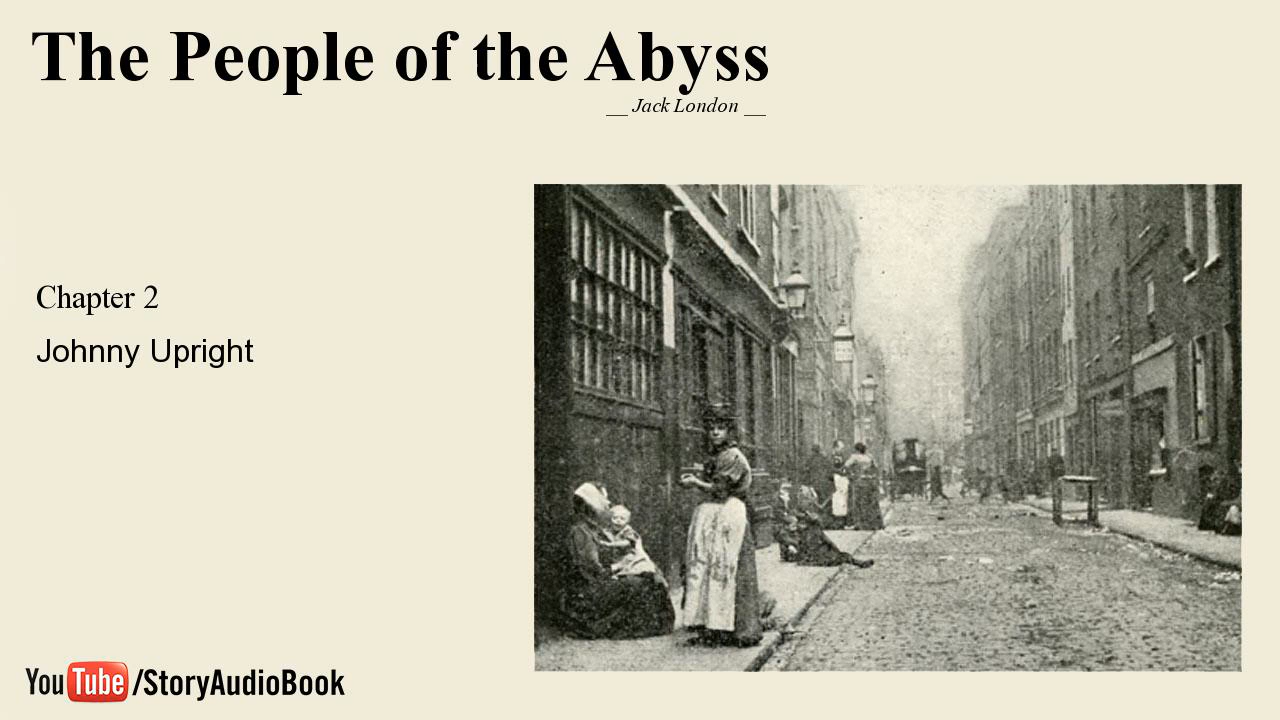 The People of the Abyss
__ Jack London __
Chapter 2
Johnny Upright
YouTube/StoryAudioBook